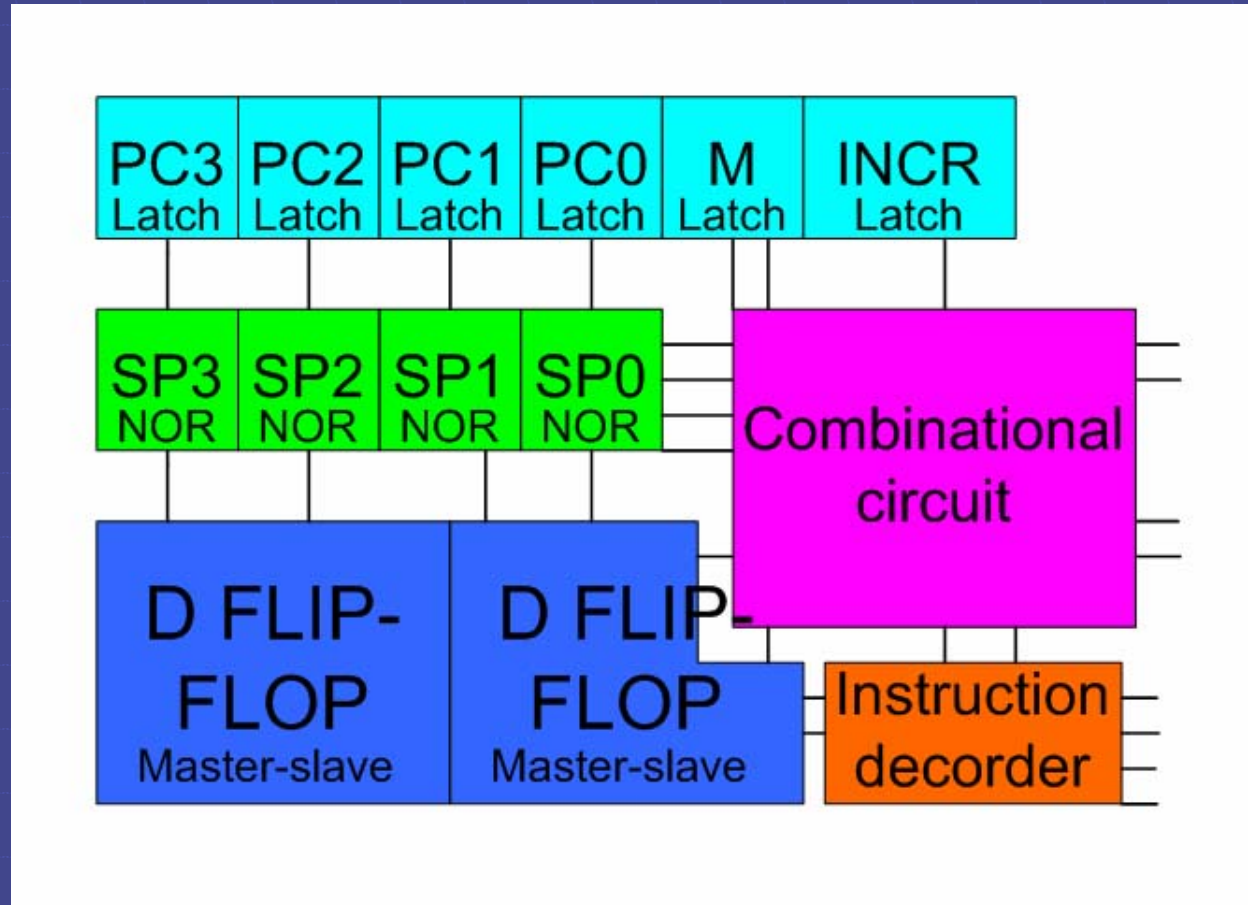 PC3 PC2 PC1 PC0 M INCR
Latch Latch Latch Latch Latch Latch
SP3 SP2 SP1 SP0
NOR NOR NOR NOR
Combinational
circuit
D FLIP-
FLOP
Master-slave
D FLIP-
FLOP
Master-slave
Instruction
decorder